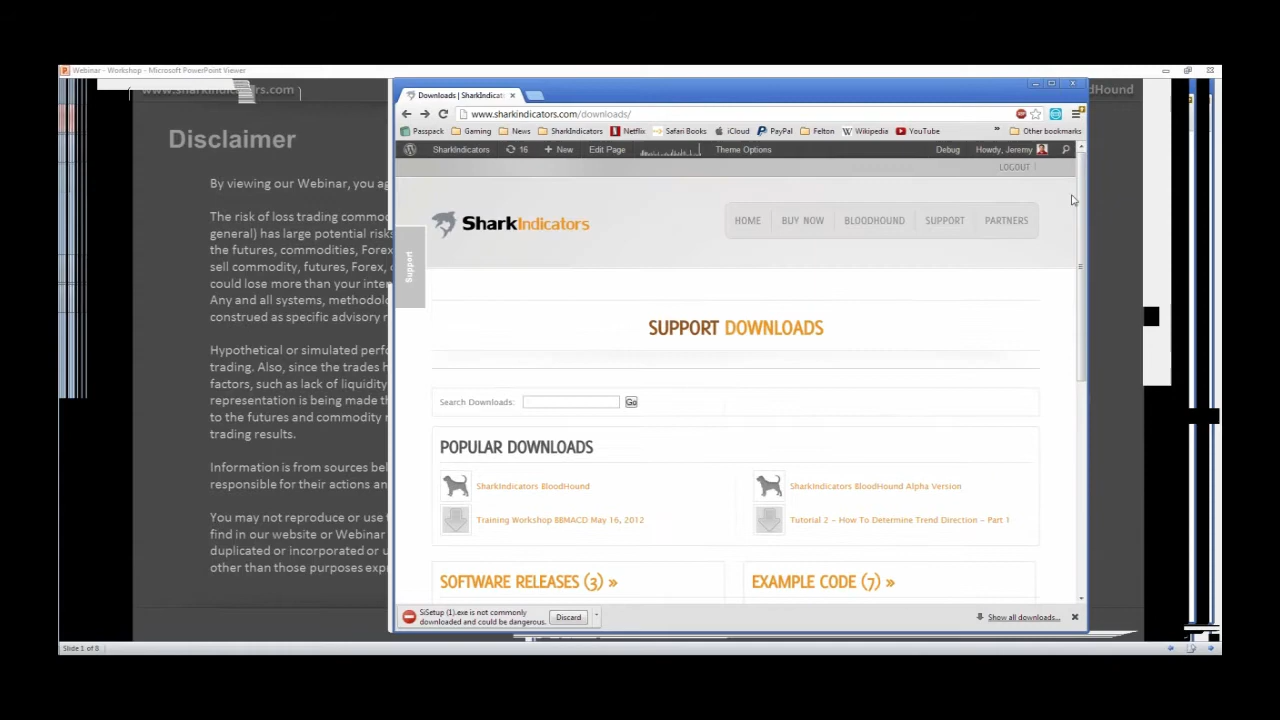 Webinar - Workshop - Microsoft PowerPoint Viewer
www.sharkindicators.com
Hound
Disclaimer
By viewing our Webinar, you ag
The risk of loss trading commo
general) has large potential risk
the futures, commodities, Forex
sell commodity, futures, Forex,
could lose more than your inte
Any and all systems, methodolo
construed as specific advisory r
Hypothetical or simulated perfo
trading. Also, since the trades h
factors, such as lack of liquidity
representation is being made th
to the futures and commodity
trading results.
Information is from sources bel
responsible for their actions an
You may not reproduce or use
find in our website or Webinar
duplicated or incorporated or u
other than those purposes expr
Slide 1 of 8
Downloads | SharkIndicat
www.sharkindicators.com/downloads/
Passpack Gaming News SharkIndicators Netflix Safari Books iCloud PayPal Felton Wikipedia YouTube » Other bookmarks
SharkIndicators 16 + New Edit Page Theme Options Debug Howdy, Jeremy
LOGOUT
Support
SharkIndicators
HOME BUY NOW BLOODHOUND SUPPORT PARTNERS
SUPPORT DOWNLOADS
Search Downloads: Go
POPULAR DOWNLOADS
SharkIndicators BloodHound SharkIndicators BloodHound Alpha Version
Training Workshop BBMACD May 16, 2012 Tutorial 2 – How To Determine Trend Direction – Part 1
SOFTWARE RELEASES (3) » EXAMPLE CODE (7) »
SiSetup (1).exe is not commonly
downloaded and could be dangerous.
Discard
Show all downloads...